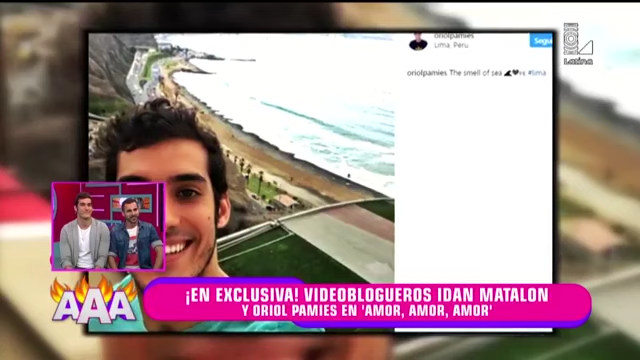 oriolpamies
Lima, Peru
Segui
oriolpamies The smell of sea 🌊🖤🇵🇪 #lima
Latina
¡EN EXCLUSIVA! VIDEOBLOGUEROS IDAN MATALON
Y ORIOL PAMIES EN 'AMOR, AMOR, AMOR'
AAA